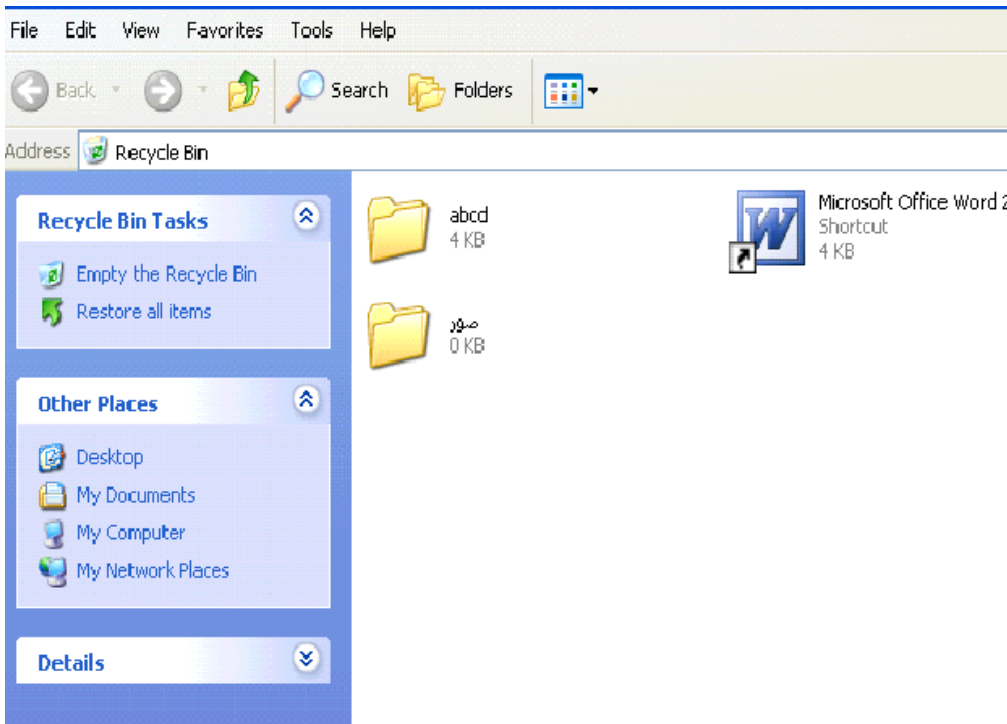 File Edit View Favorites Tools Help
Back Search Folders
Address Recycle Bin
Recycle Bin Tasks
Empty the Recycle Bin
Restore all items
Other Places
Desktop
My Documents
My Computer
My Network Places
Details
abcd
4 KB
Microsoft Office Word 2
Shortcut
4 KB
صور
0 KB